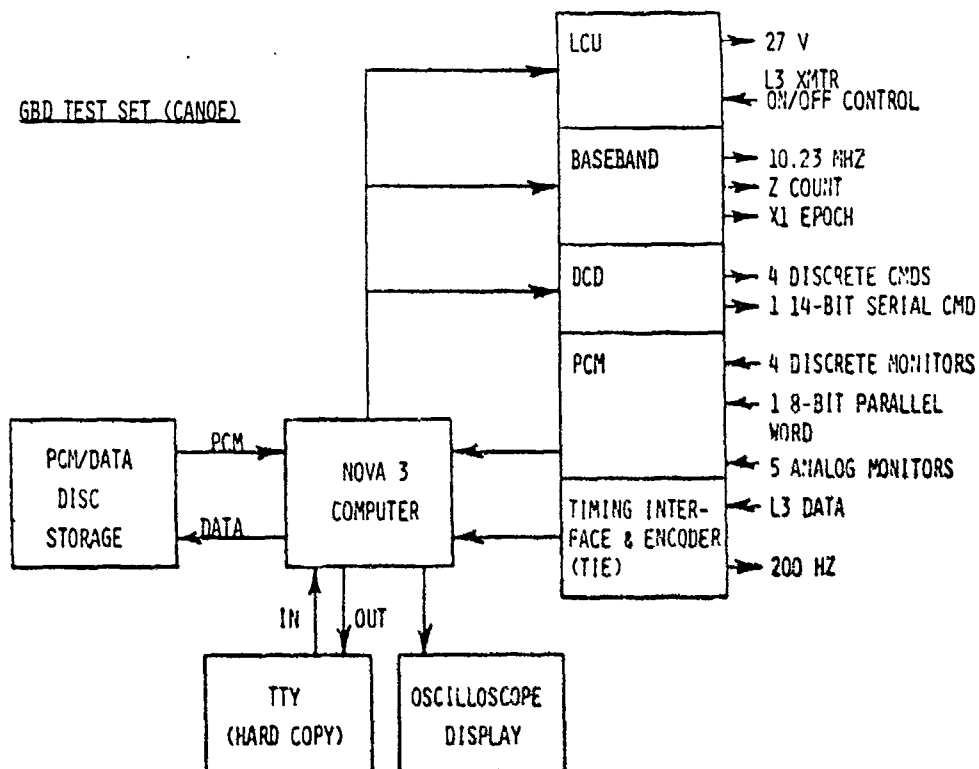 GBD TEST SET (CANOE)
LCU
27 V
L3 XMTR
ON/OFF CONTROL
BASEBAND
10.23 MHZ
Z COUNT
X1 EPOCH
DCD
4 DISCRETE CMDS
1 14-BIT SERIAL CMD
PCM
4 DISCRETE MONITORS
1 8-BIT PARALLEL
WORD
5 ANALOG MONITORS
TIMING INTER-
FACE & ENCODER
(TIE)
L3 DATA
200 HZ
PCM/DATA
DISC
STORAGE
PCM
DATA
NOVA 3
COMPUTER
IN
OUT
TTY
(HARD COPY)
OSCILLOSCOPE
DISPLAY